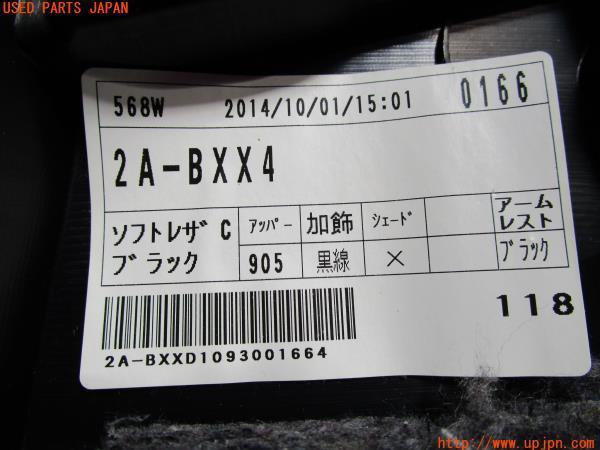 USED PARTS JAPAN
568W 2014/10/01/15:01 0166
2A-BXX4
ソフトレザ C アッパー 加飾 シェード アームレスト
ブラック 905 黒線 × ブラック
118
2A-BXXD1093001664
http://www.upjpn.com/